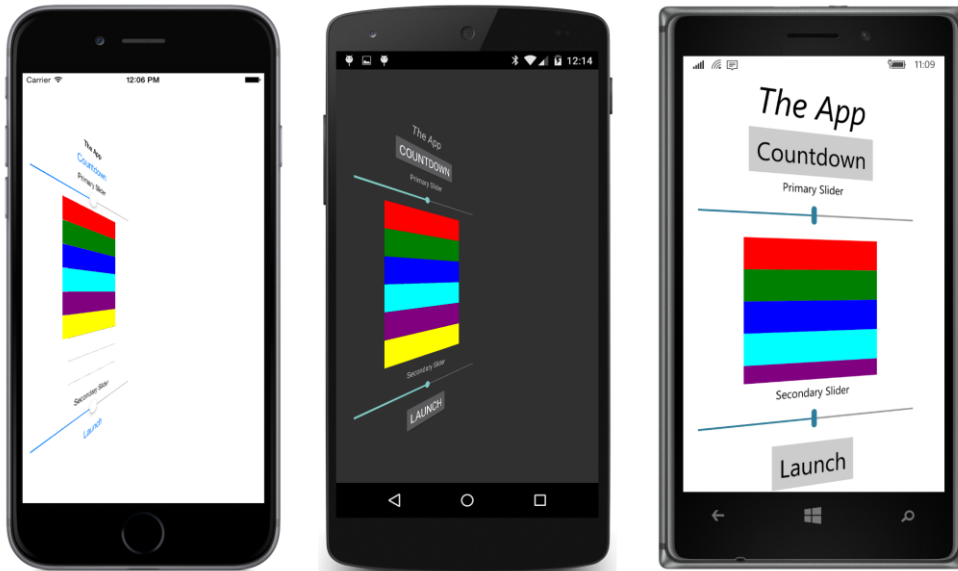 Carrier
12:06 PM
The App
Countdown
Primary Slider
Secondary Slider
Launch
12:14
The App
COUNTDOWN
Primary Slider
Secondary Slider
LAUNCH
11:09
The App
Countdown
Primary Slider
Secondary Slider
Launch